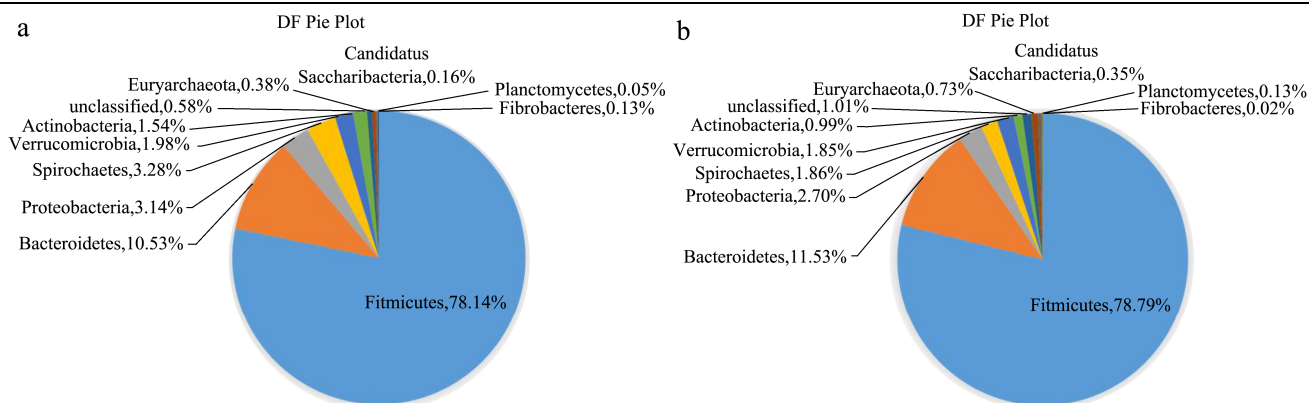 a
DF Pie Plot
Candidatus
Saccharibacteria,0.16%
Euryarchaeota,0.38%
Planctomycetes,0.05%
unclassified,0.58%
Fibrobacteres,0.13%
Actinobacteria,1.54%
Verrucomicrobia,1.98%
Spirochaetes,3.28%
Proteobacteria,3.14%
Bacteroidetes,10.53%
Fitmicutes,78.14%
b
DF Pie Plot
Candidatus
Saccharibacteria,0.35%
Euryarchaeota,0.73%
Planctomycetes,0.13%
unclassified,1.01%
Fibrobacteres,0.02%
Actinobacteria,0.99%
Verrucomicrobia,1.85%
Spirochaetes,1.86%
Proteobacteria,2.70%
Bacteroidetes,11.53%
Fitmicutes,78.79%